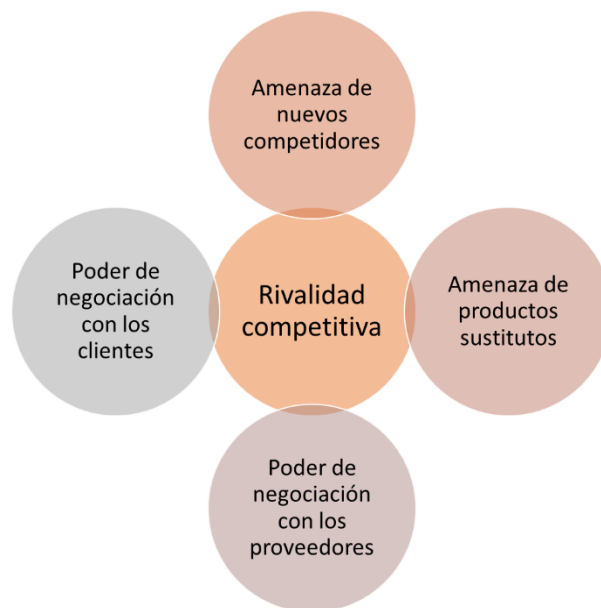 Amenaza de
nuevos
competidores
Poder de
negociación
con los
clientes
Rivalidad
competitiva
Amenaza de
productos
sustitutos
Poder de
negociación
con los
proveedores